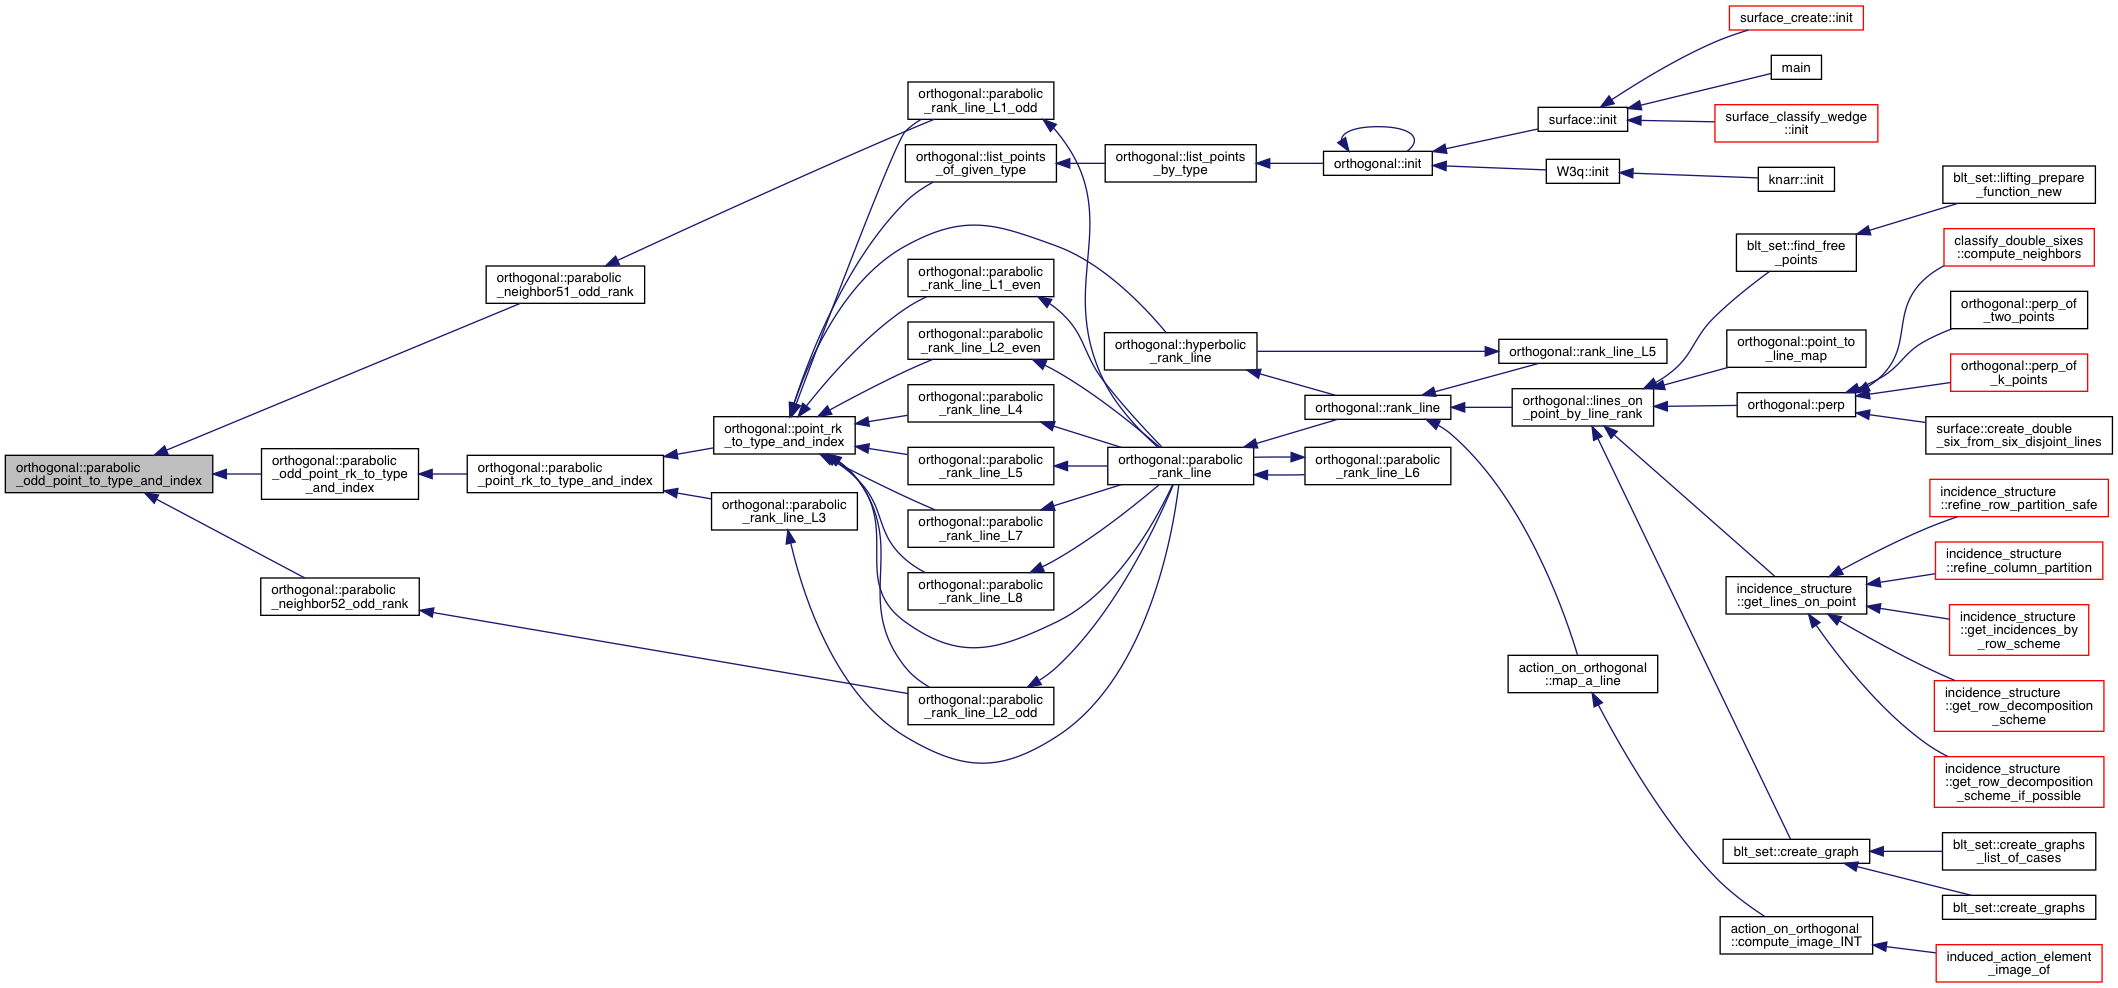 orthogonal::parabolic
_odd_point_to_type_and_index
orthogonal::parabolic
_neighbor51_odd_rank
orthogonal::parabolic
_odd_point_rk_to_type
_and_index
orthogonal::parabolic
_neighbor52_odd_rank
orthogonal::parabolic
_point_rk_to_type_and_index
orthogonal::point_rk
_to_type_and_index
orthogonal::parabolic
_rank_line_L3
orthogonal::parabolic
_rank_line_L1_odd
orthogonal::list_points
_of_given_type
orthogonal::parabolic
_rank_line_L1_even
orthogonal::parabolic
_rank_line_L2_even
orthogonal::parabolic
_rank_line_L4
orthogonal::parabolic
_rank_line_L5
orthogonal::parabolic
_rank_line_L7
orthogonal::parabolic
_rank_line_L8
orthogonal::parabolic
_rank_line_L2_odd
orthogonal::list_points
_by_type
orthogonal::hyperbolic
_rank_line
orthogonal::parabolic
_rank_line
orthogonal::init
orthogonal::rank_line
orthogonal::parabolic
_rank_line_L6
surface::init
W3q::init
orthogonal::rank_line_L5
orthogonal::lines_on
_point_by_line_rank
action_on_orthogonal
::map_a_line
surface_create::init
main
surface_classify_wedge
::init
knarr::init
blt_set::find_free
_points
orthogonal::point_to
_line_map
orthogonal::perp
incidence_structure
::get_lines_on_point
blt_set::create_graph
action_on_orthogonal
::compute_image_INT
blt_set::lifting_prepare
_function_new
classify_double_sixes
::compute_neighbors
orthogonal::perp_of
_two_points
orthogonal::perp_of
_k_points
surface::create_double
_six_from_six_disjoint_lines
incidence_structure
::refine_row_partition_safe
incidence_structure
::refine_column_partition
incidence_structure
::get_incidences_by
_row_scheme
incidence_structure
::get_row_decomposition
_scheme
incidence_structure
::get_row_decomposition
_scheme_if_possible
blt_set::create_graphs
_list_of_cases
blt_set::create_graphs
induced_action_element
_image_of